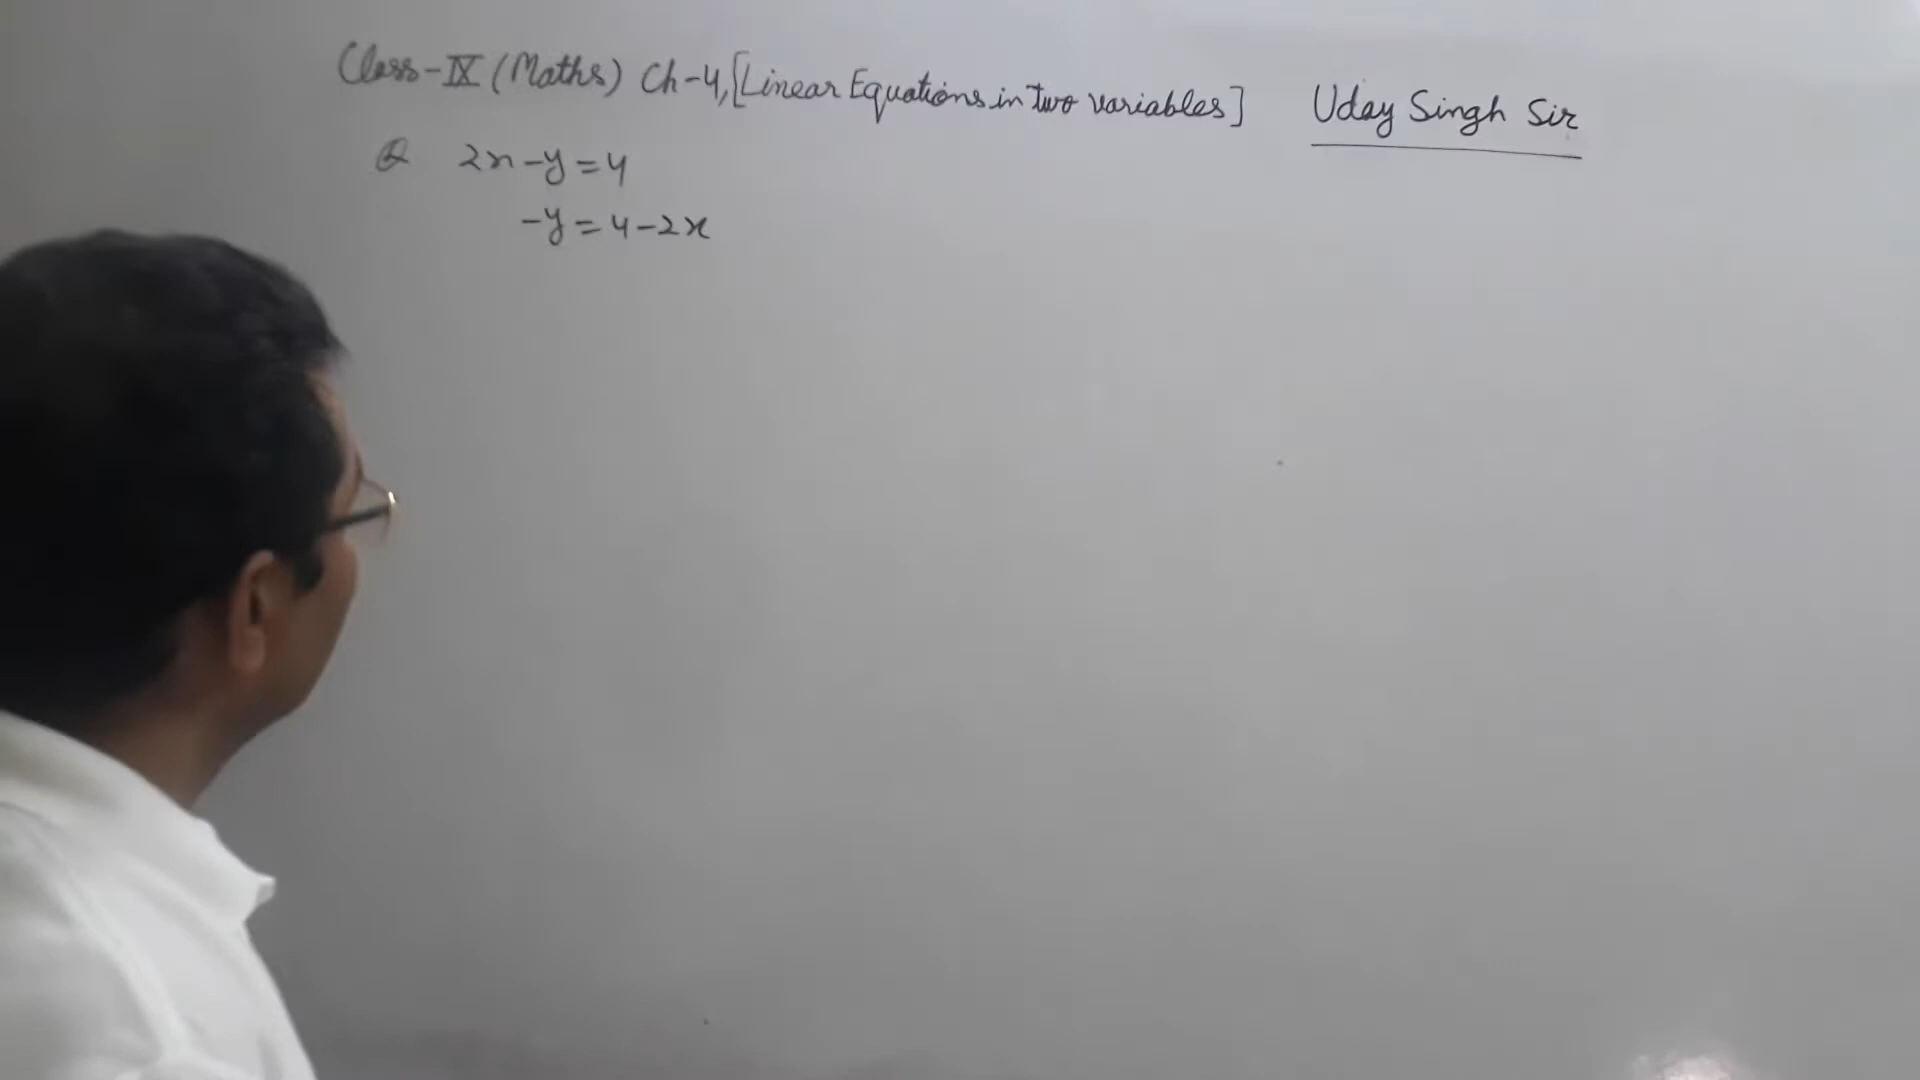 Class-IX (Maths) Ch-4, [Linear Equations in two variables] Uday Singh Sir
Q 2x-y=4
-y=4-2x